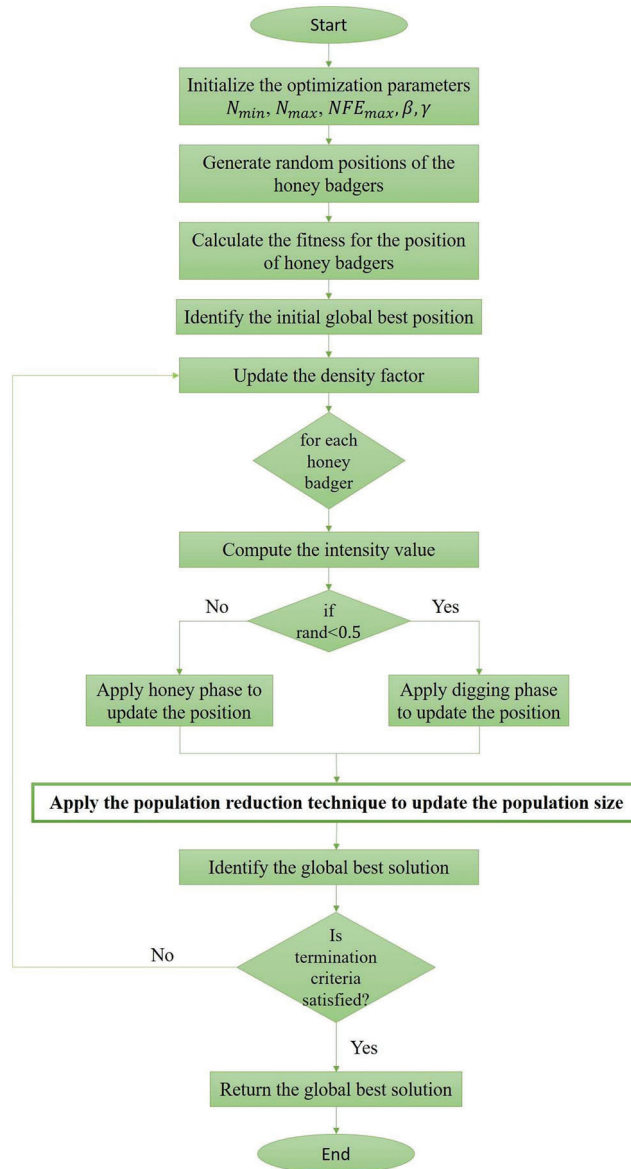 Start
Initialize the optimization parameters
N_min, N_max, NFE_max, β, γ
Generate random positions of the
honey badgers
Calculate the fitness for the position
of honey badgers
Identify the initial global best position
Update the density factor
for each
honey
badger
Compute the intensity value
No
if
rand<0.5
Yes
Apply honey phase to
update the position
Apply digging phase
to update the position
Apply the population reduction technique to update the population size
Identify the global best solution
No
Is
termination
criteria
satisfied?
Yes
Return the global best solution
End